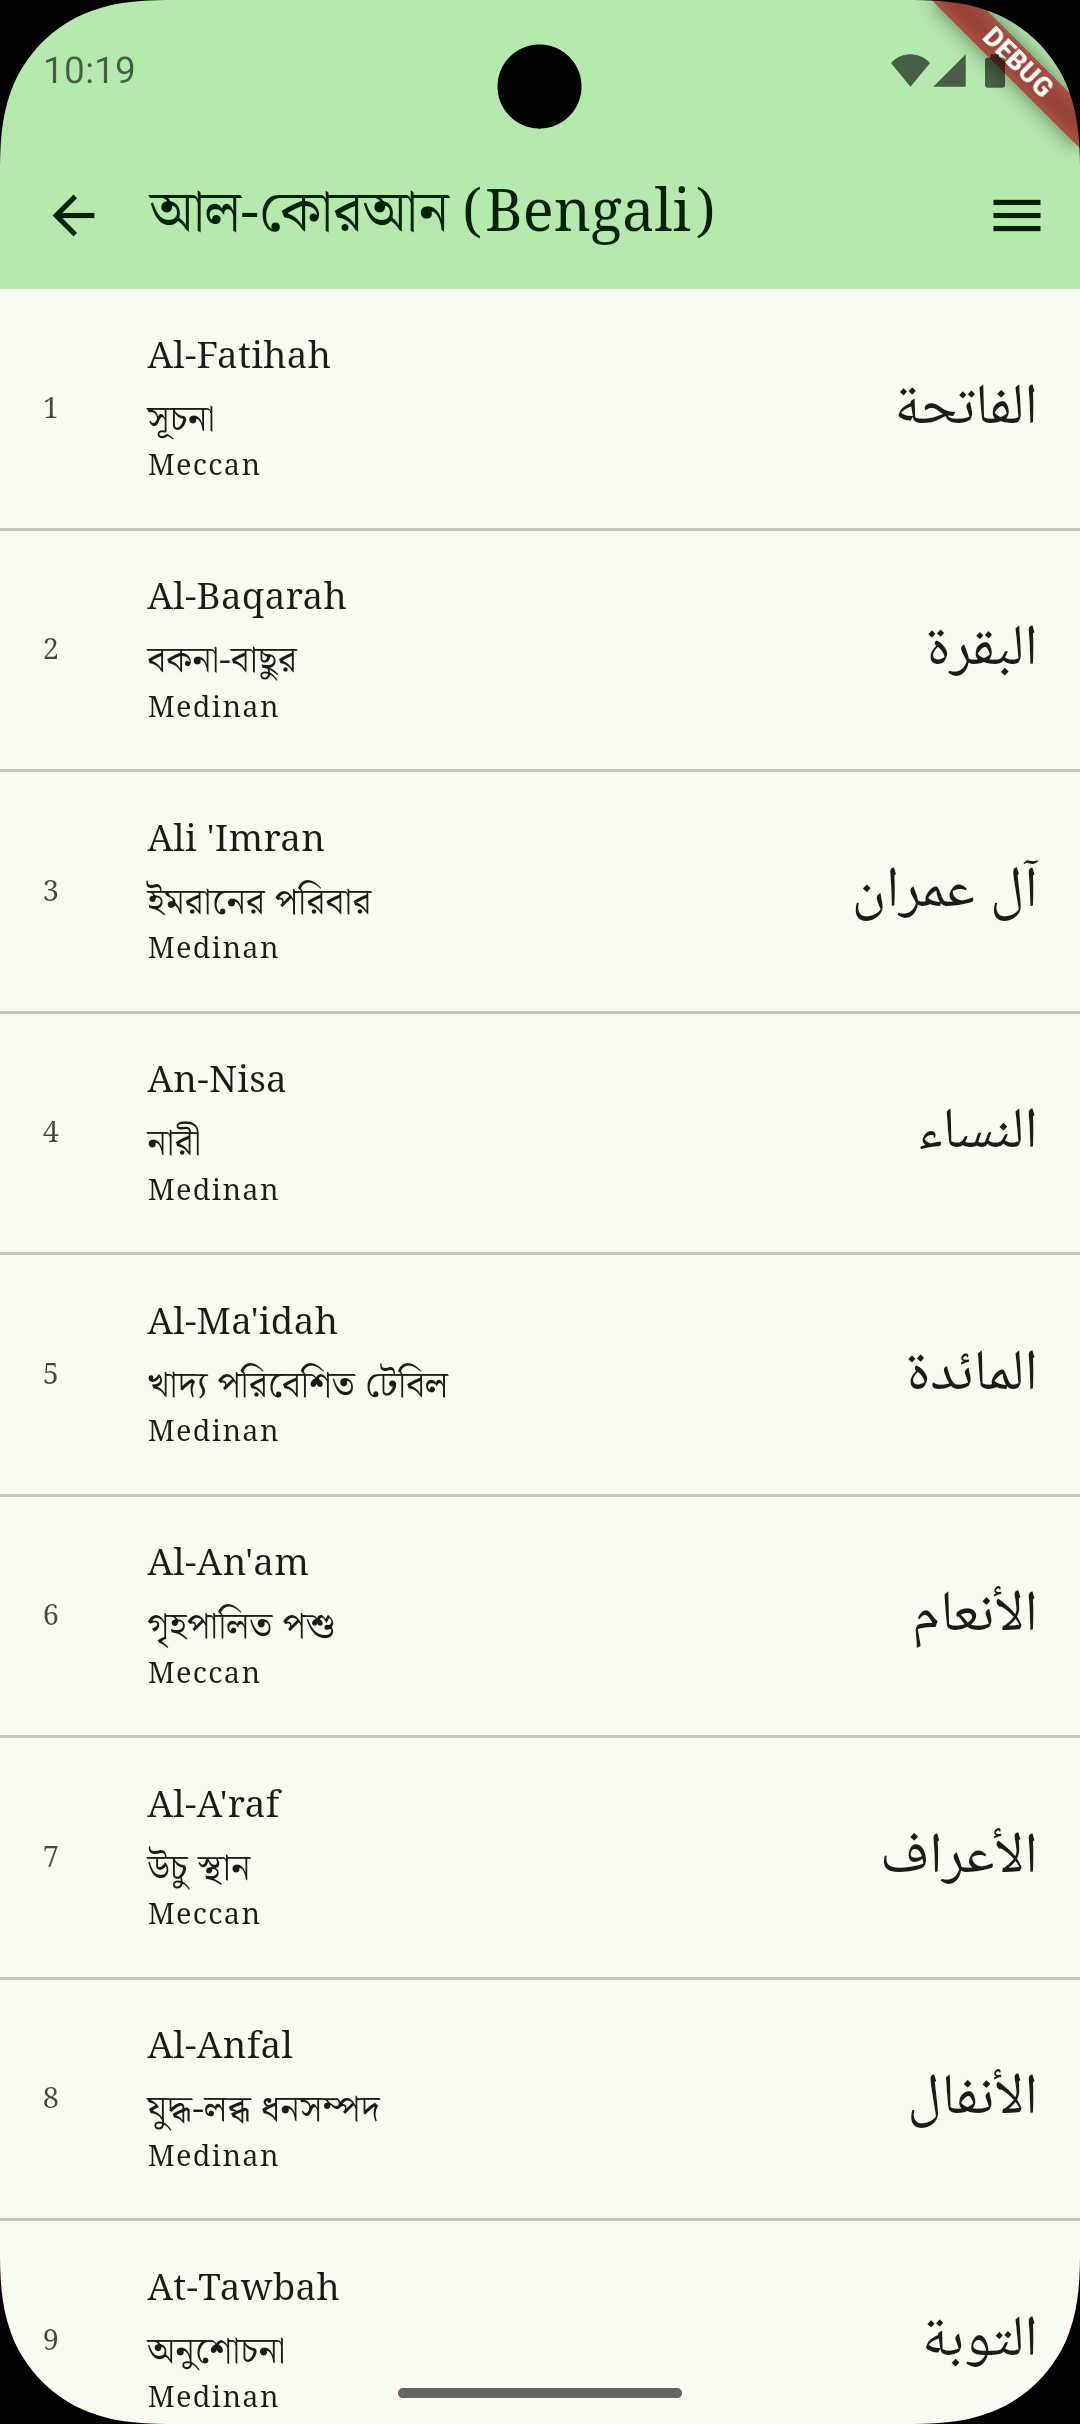 10:19
DEBUG
আল-কোরআন (Bengali)
Al-Fatihah
1
সূচনা
Meccan
الفاتحة
Al-Baqarah
2
বকনা-বাছুর
Medinan
البقرة
Ali 'Imran
3
ইমরানের পরিবার
Medinan
آل عمران
An-Nisa
4
নারী
Medinan
النساء
Al-Ma'idah
5
খাদ্য পরিবেশিত টেবিল
Medinan
المائدة
Al-An'am
6
গৃহপালিত পশু
Meccan
الأنعام
Al-A'raf
7
উচু স্থান
Meccan
الأعراف
Al-Anfal
8
যুদ্ধ-লব্ধ ধনসম্পদ
Medinan
الأنفال
At-Tawbah
9
অনুশোচনা
Medinan
التوبة